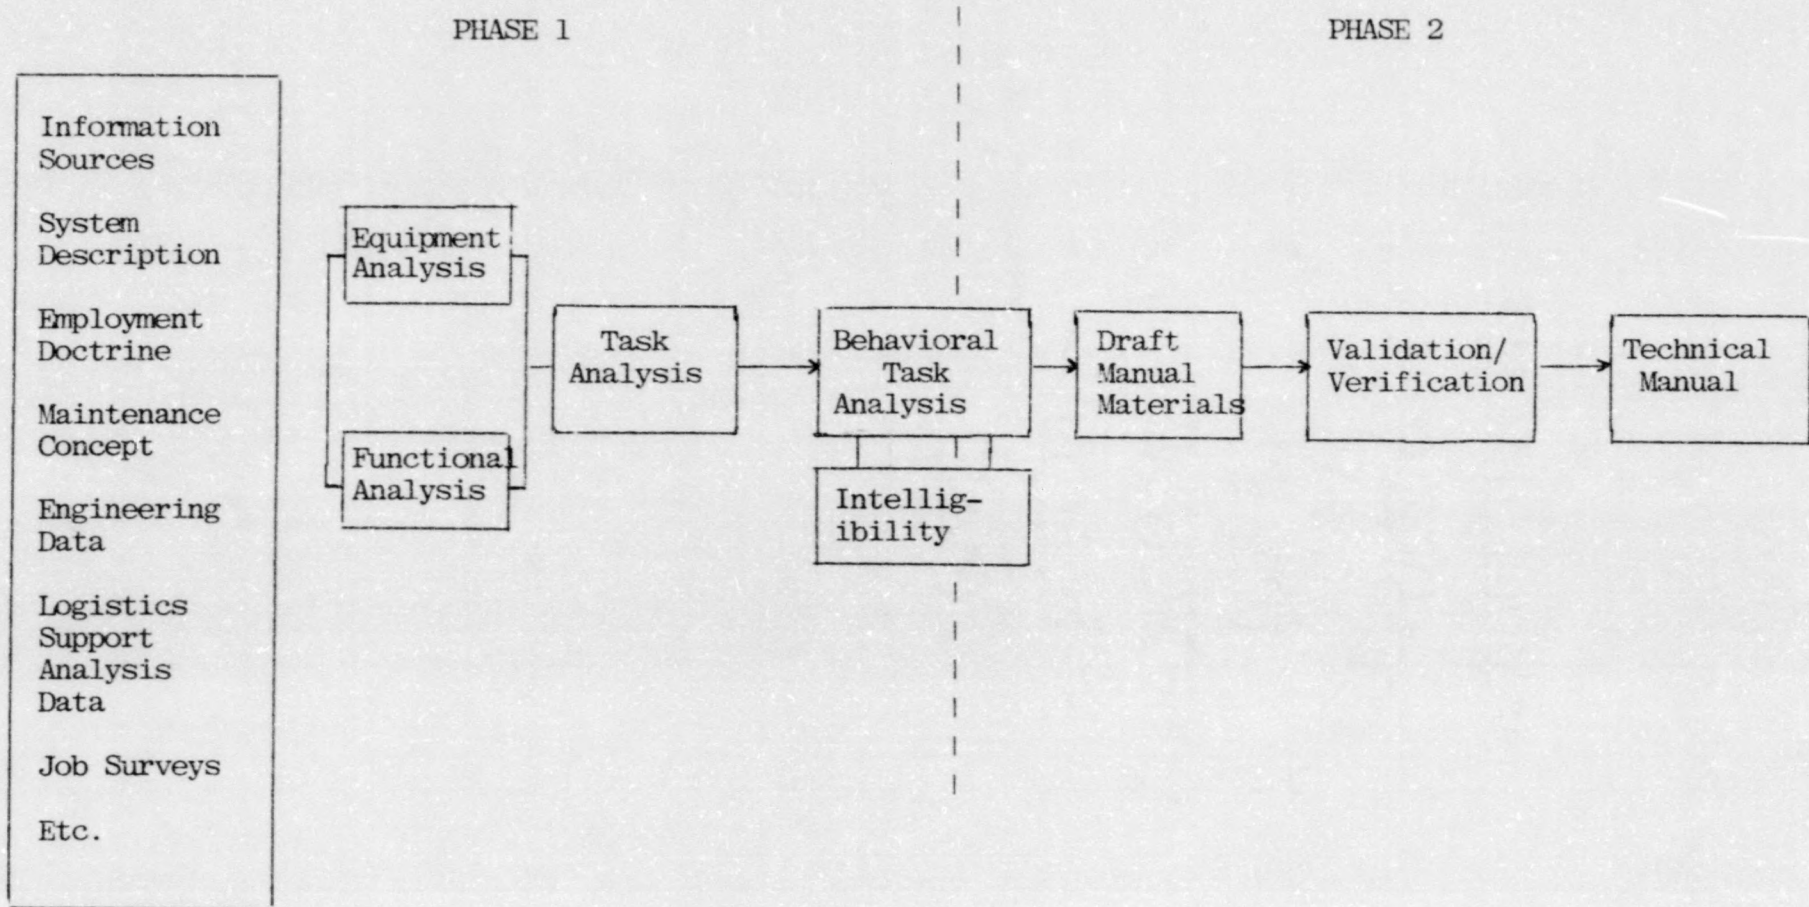 PHASE 1
PHASE 2
Information
Sources
System
Description
Employment
Doctrine
Maintenance
Concept
Engineering
Data
Logistics
Support
Analysis
Data
Job Surveys
Etc.
Equipment
Analysis
Functional
Analysis
Task
Analysis
Behavioral
Task
Analysis
Intellig-
ibility
Draft
Manual
Materials
Validation/
Verification
Technical
Manual